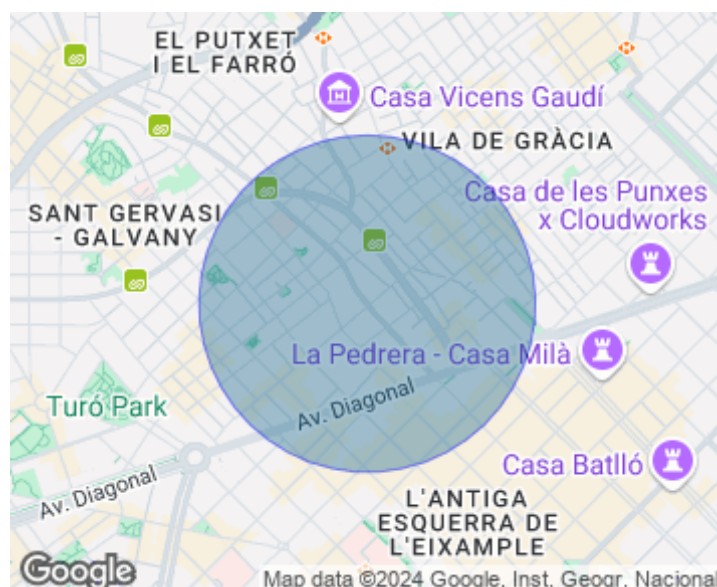 EL PUTXET
I EL FARRÓ
Casa Vicens Gaudí
VILA DE GRÀCIA
Casa de les Punxes
x Cloudworks
SANT GERVASI
- GALVANY
La Pedrera - Casa Milà
Turó Park
Av. Diagonal
Casa Batlló
Av. Diagonal
L'ANTIGA
ESQUERRA DE
L'EIXAMPLE
Google
Map data ©2024 Google, Inst. Geogr. Nacional